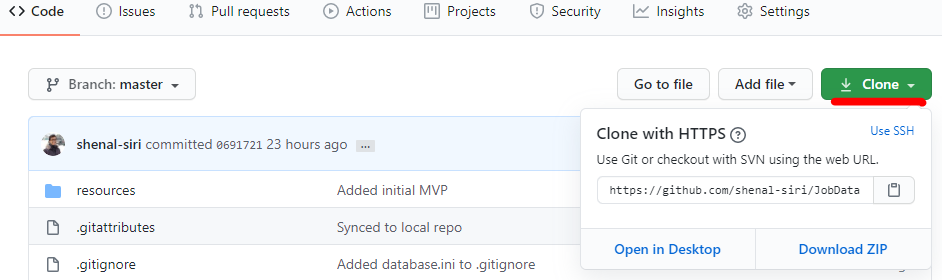 Code Issues Pull requests Actions Projects Security Insights Settings
Branch: master Go to file Add file Clone
shenal-siri committed 0691721 23 hours ago ...
Clone with HTTPS ? Use SSH
Use Git or checkout with SVN using the web URL.
https://github.com/shenal-siri/JobData
resources Added initial MVP
.gitattributes Synced to local repo
Open in Desktop Download ZIP
.gitignore Added database.ini to .gitignore